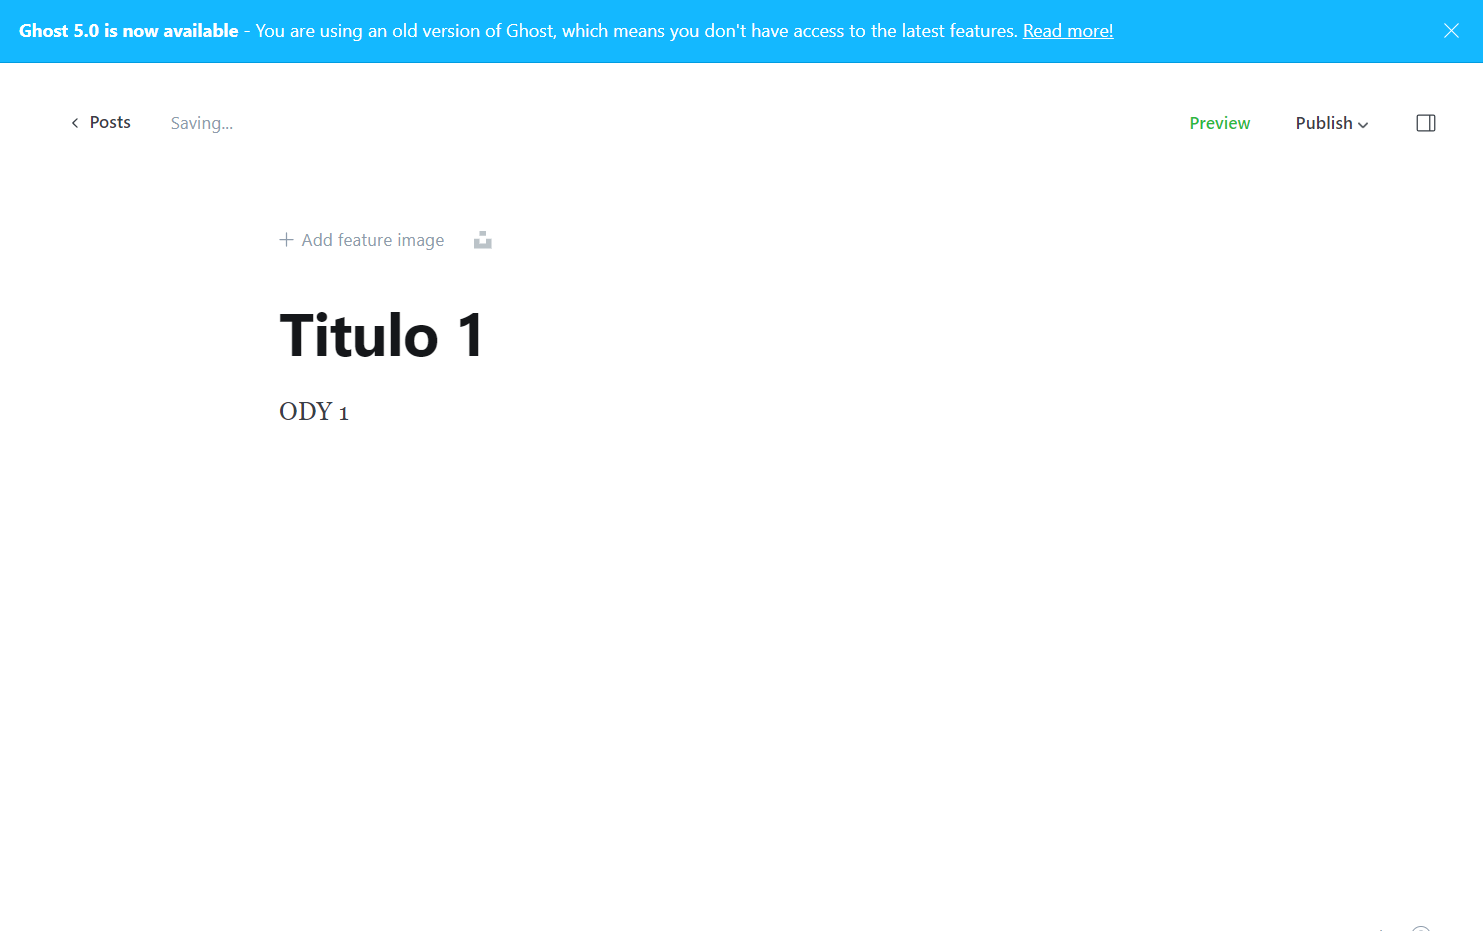 Ghost 5.0 is now available - You are using an old version of Ghost, which means you don't have access to the latest features. Read more!
Posts Saving... Preview Publish
Add feature image
Titulo 1
ODY 1